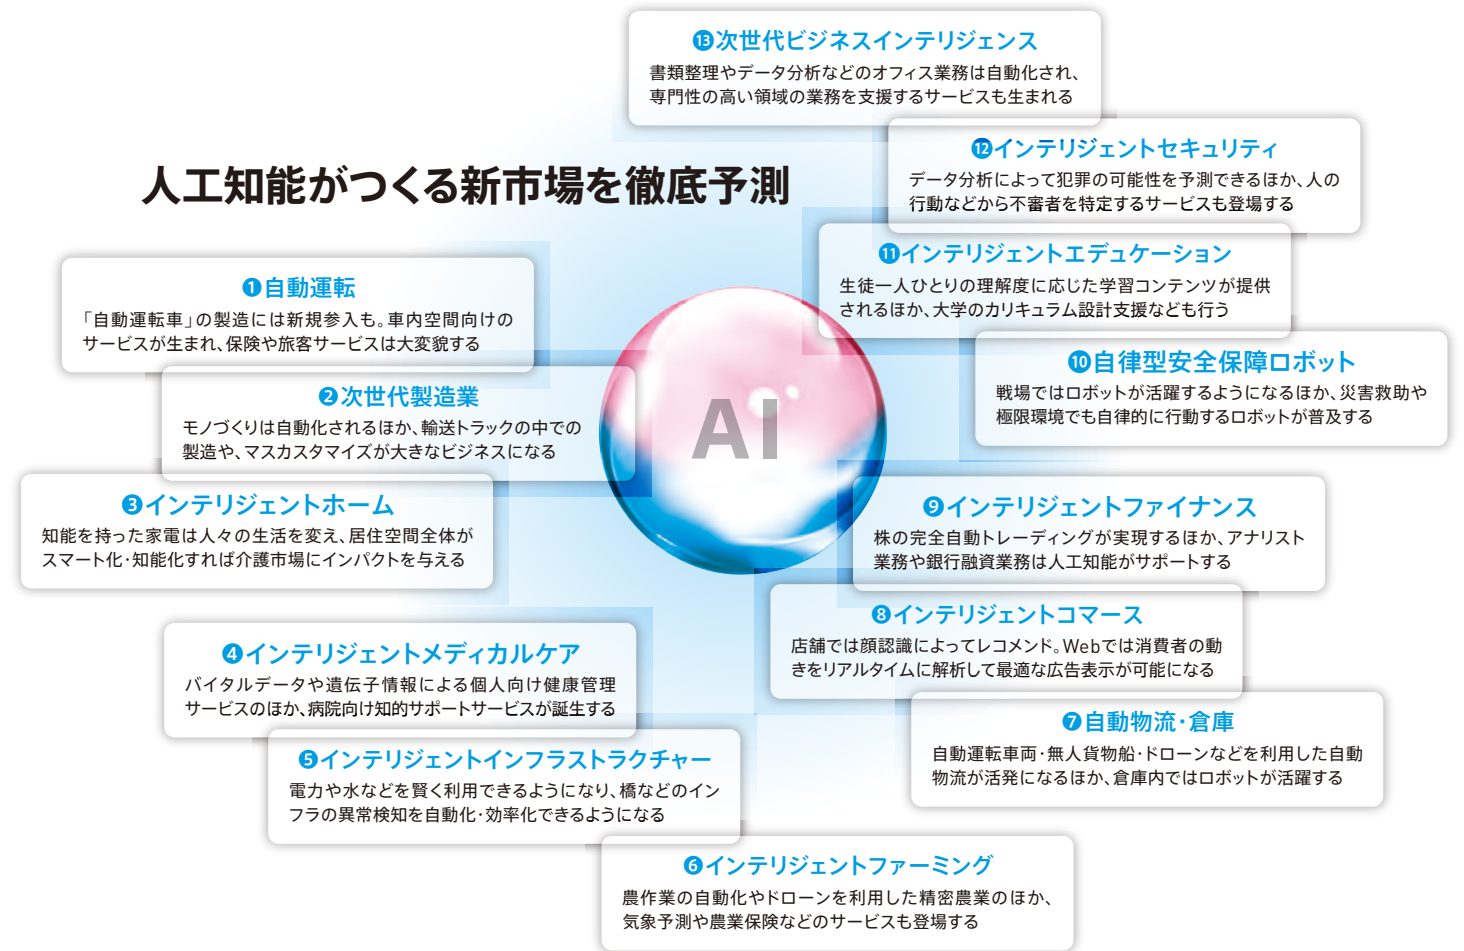 人工知能がつくる新市場を徹底予測
❶自動運転
「自動運転車」の製造には新規参入も。車内空間向けの
サービスが生まれ、保険や旅客サービスは大変貌する
❷次世代製造業
モノづくりは自動化されるほか、輸送トラックの中での
製造や、マスカスタマイズが大きなビジネスになる
❸インテリジェントホーム
知能を持った家電は人々の生活を変え、居住空間全体が
スマート化・知能化すれば介護市場にインパクトを与える
❹インテリジェントメディカルケア
バイタルデータや遺伝子情報による個人向け健康管理
サービスのほか、病院向け知的サポートサービスが誕生する
❺インテリジェントインフラストラクチャー
電力や水などを賢く利用できるようになり、橋などのイン
フラの異常検知を自動化・効率化できるようになる
❻インテリジェントファーミング
農作業の自動化やドローンを利用した精密農業のほか、
気象予測や農業保険などのサービスも登場する
❼自動物流・倉庫
自動運転車両・無人貨物船・ドローンなどを利用した自動
物流が活発になるほか、倉庫内ではロボットが活躍する
❽インテリジェントコマース
店舗では顔認識によってレコメンド。Webでは消費者の動
きをリアルタイムに解析して最適な広告表示が可能になる
❾インテリジェントファイナンス
株の完全自動トレーディングが実現するほか、アナリスト
業務や銀行融資業務は人工知能がサポートする
❿自律型安全保障ロボット
戦場ではロボットが活躍するようになるほか、災害救助や
極限環境でも自律的に行動するロボットが普及する
⓫インテリジェントエデュケーション
生徒一人ひとりの理解度に応じた学習コンテンツが提供
されるほか、大学のカリキュラム設計支援なども行う
⓬インテリジェントセキュリティ
データ分析によって犯罪の可能性を予測できるほか、人の
行動などから不審者を特定するサービスも登場する
⓭次世代ビジネスインテリジェンス
書類整理やデータ分析などのオフィス業務は自動化され、
専門性の高い領域の業務を支援するサービスも生まれる
AI